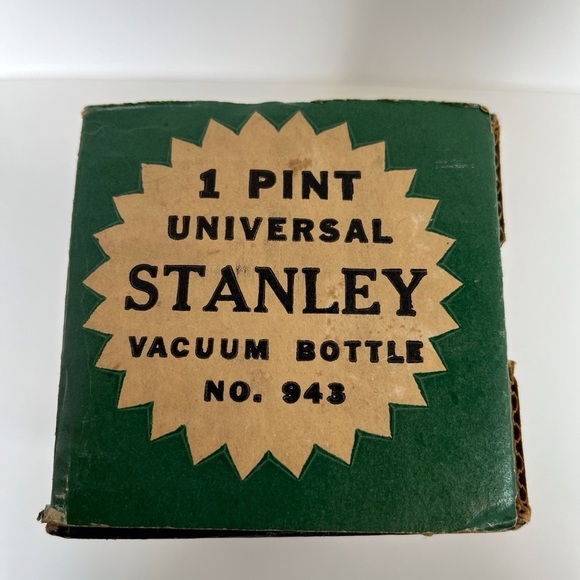 1 PINT
UNIVERSAL
STANLEY
VACUUM BOTTLE
NO. 943